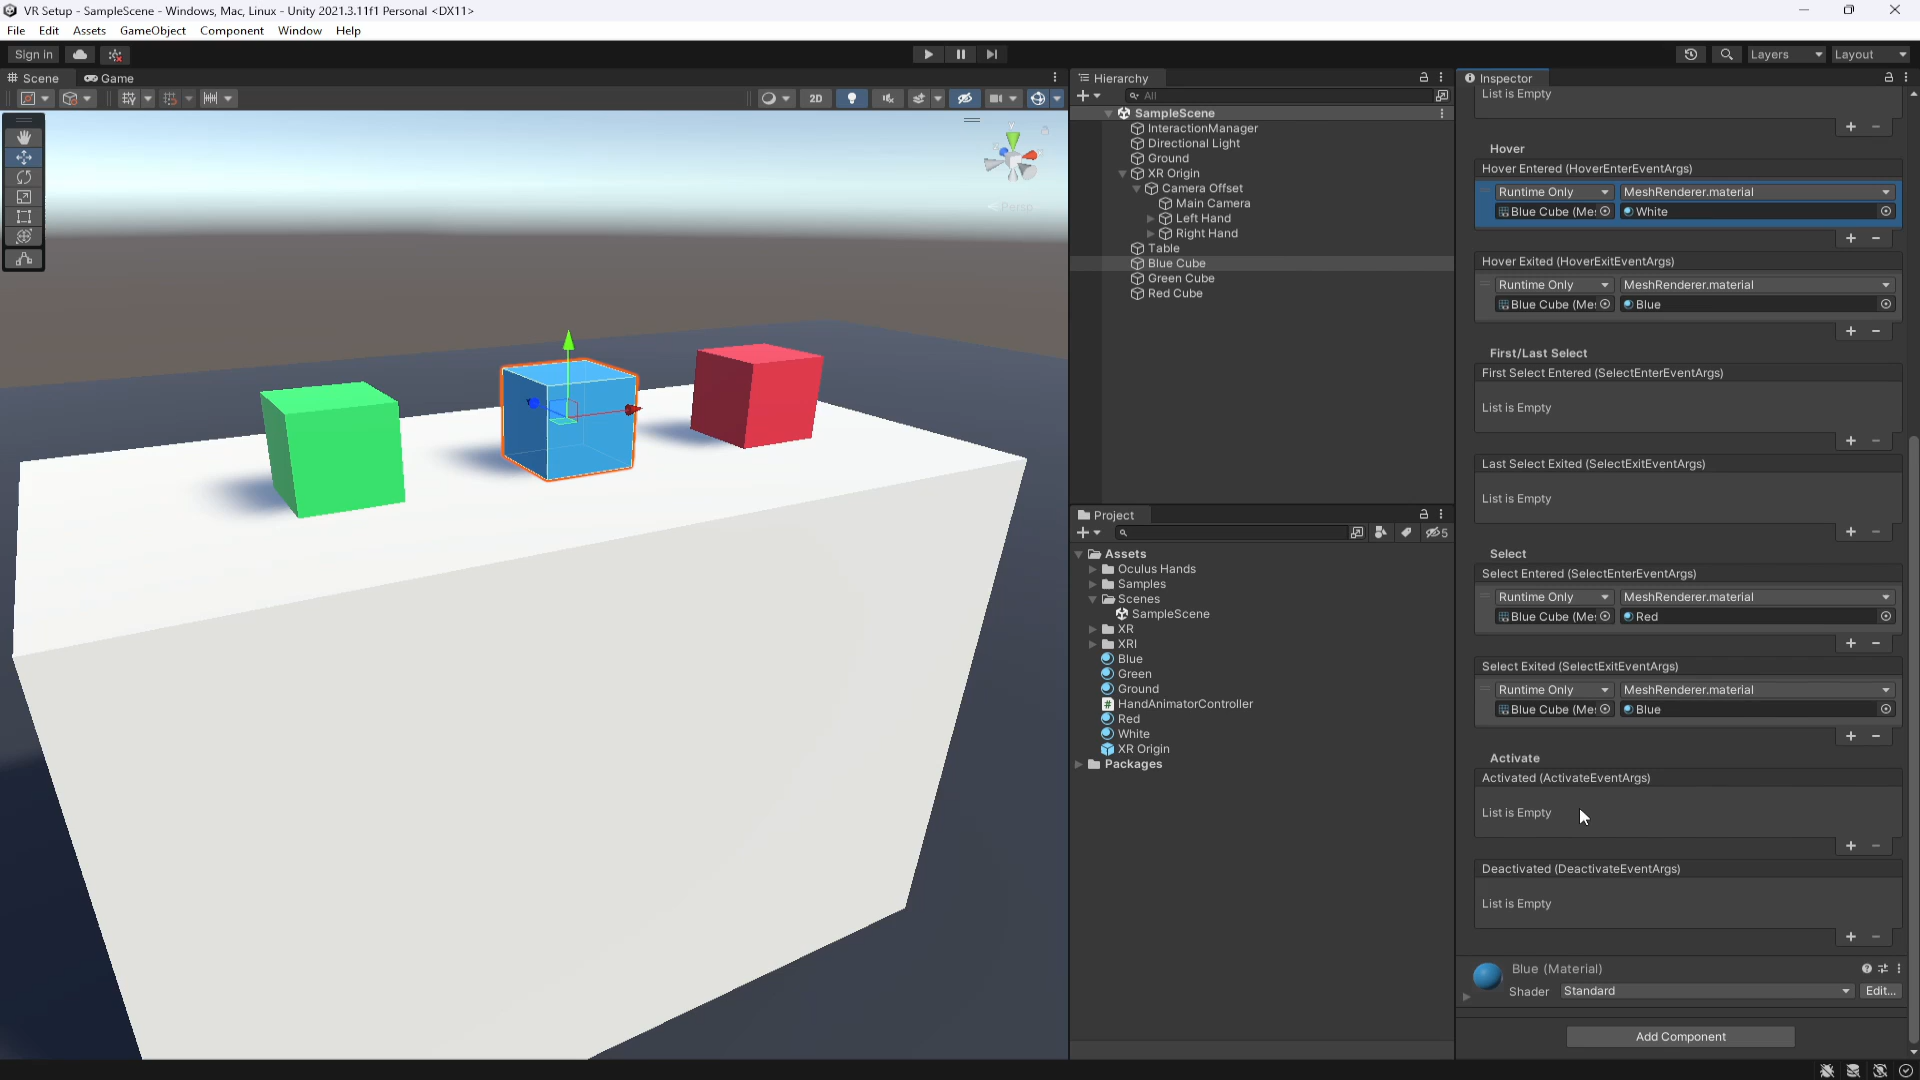 VR Setup - SampleScene - Windows, Mac, Linux - Unity 2021.3.11f1 Personal <DX11>
File Edit Assets GameObject Component Window Help
Sign in
Layers
Layout
Scene
Game
2D
Persp
Hierarchy
All
SampleScene
InteractionManager
Directional Light
Ground
XR Origin
Camera Offset
Main Camera
Left Hand
Right Hand
Table
Blue Cube
Green Cube
Red Cube
Project
5
Assets
Oculus Hands
Samples
Scenes
SampleScene
XR
XRI
Blue
Green
Ground
HandAnimatorController
Red
White
XR Origin
Packages
Inspector
List is Empty
Hover
Hover Entered (HoverEnterEventArgs)
Runtime Only MeshRenderer.material
Blue Cube (Me: White
Hover Exited (HoverExitEventArgs)
Runtime Only MeshRenderer.material
Blue Cube (Me: Blue
First/Last Select
First Select Entered (SelectEnterEventArgs)
List is Empty
Last Select Exited (SelectExitEventArgs)
List is Empty
Select
Select Entered (SelectEnterEventArgs)
Runtime Only MeshRenderer.material
Blue Cube (Me: Red
Select Exited (SelectExitEventArgs)
Runtime Only MeshRenderer.material
Blue Cube (Me: Blue
Activate
Activated (ActivateEventArgs)
List is Empty
Deactivated (DeactivateEventArgs)
List is Empty
Blue (Material)
Shader Standard Edit...
Add Component